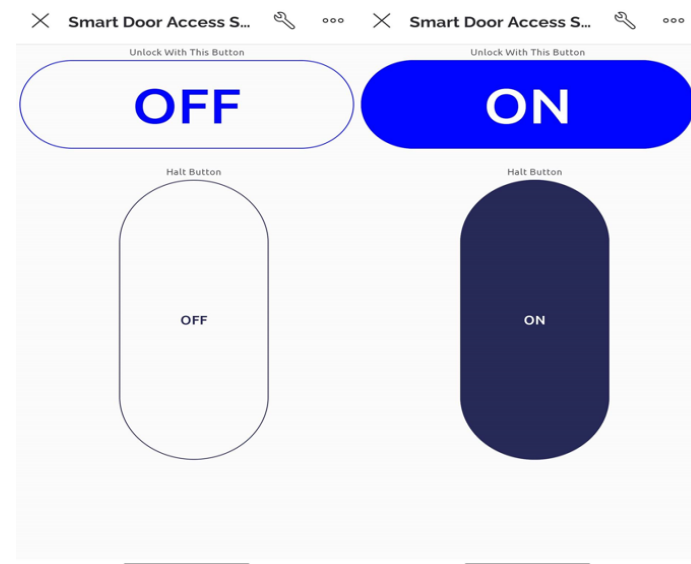 Smart Door Access S...
Unlock With This Button
OFF
Halt Button
OFF
Smart Door Access S...
Unlock With This Button
ON
Halt Button
ON